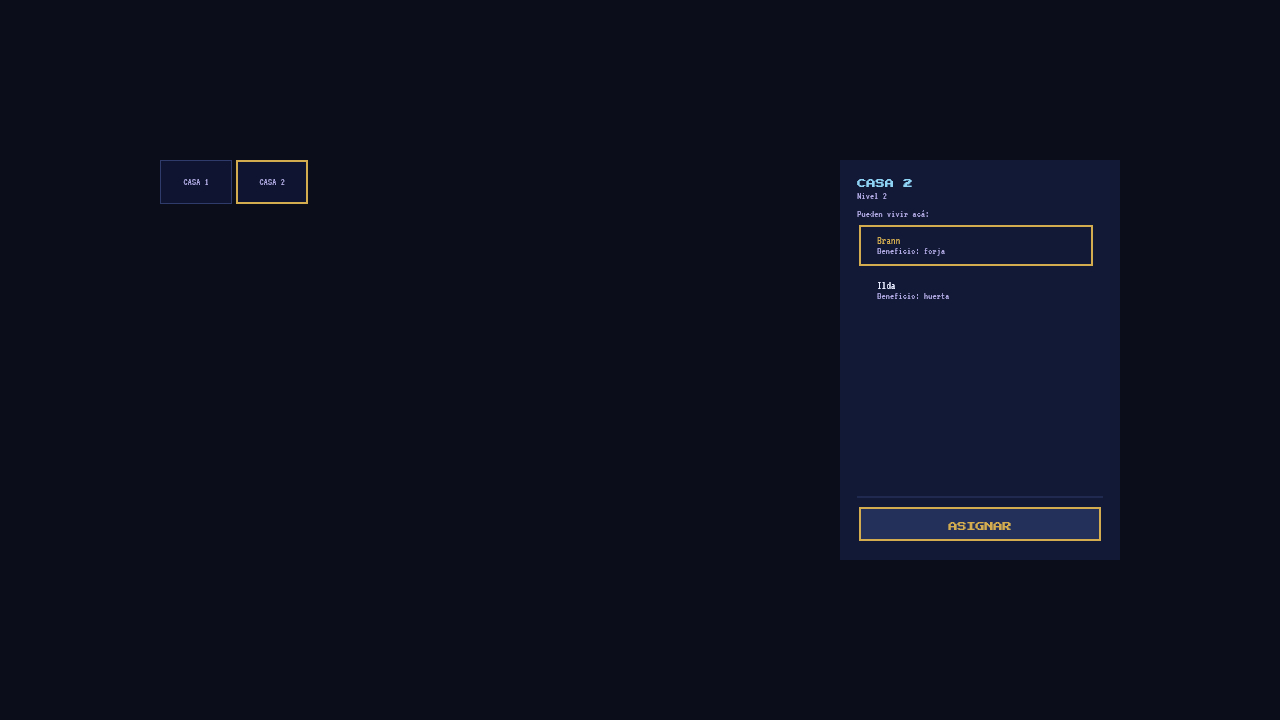 CASA 1
CASA 2
CASA 2
Nivel 2
Pueden vivir acá:
Brann
Beneficio: forja
Ilda
Beneficio: huerta
ASIGNAR